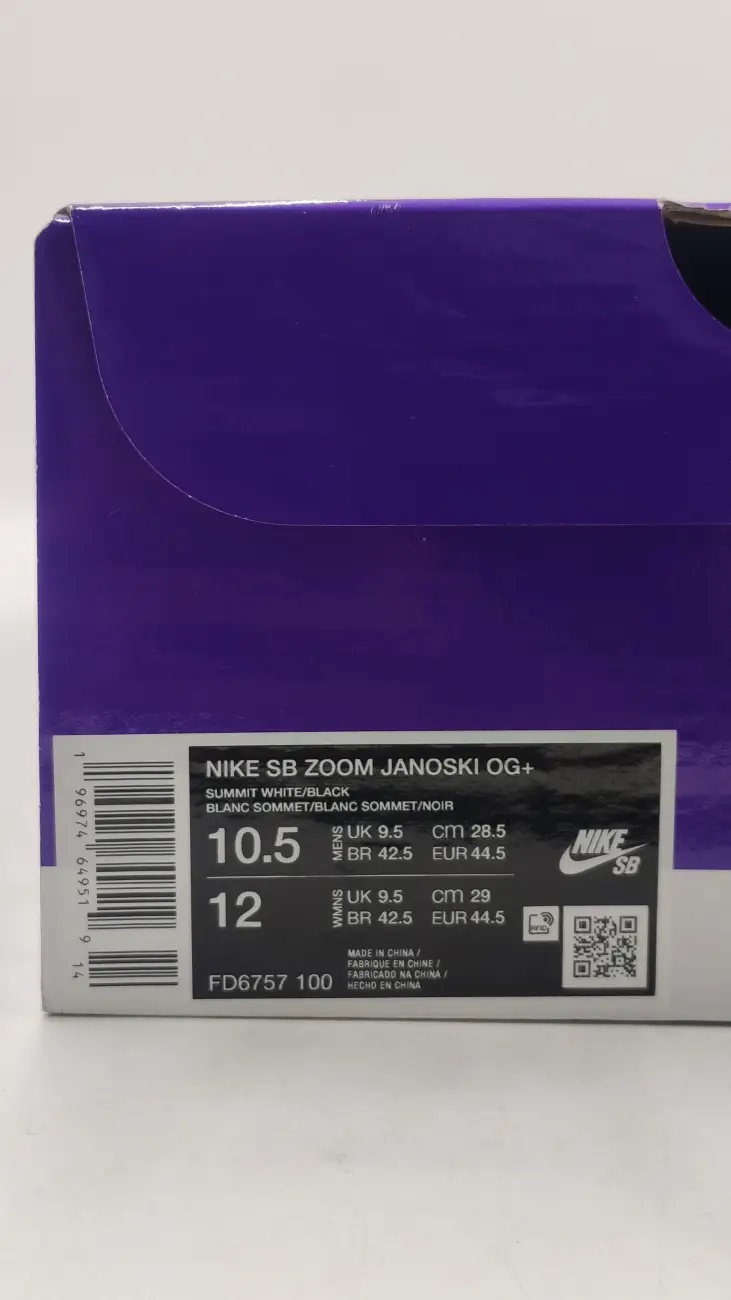 NIKE SB ZOOM JANOSKI OG+
SUMMIT WHITE/BLACK
BLANC SOMMET/BLANC SOMMET/NOIR
10.5 MENS UK 9.5 CM 28.5
BR 42.5 EUR 44.5
12 WMNS UK 9.5 CM 29
BR 42.5 EUR 44.5
NIKE
SB
RFID
FD6757 100
MADE IN CHINA /
FABRIQUE EN CHINE /
FABRICADO NA CHINA /
HECHO EN CHINA
1 96974 64951 9 14